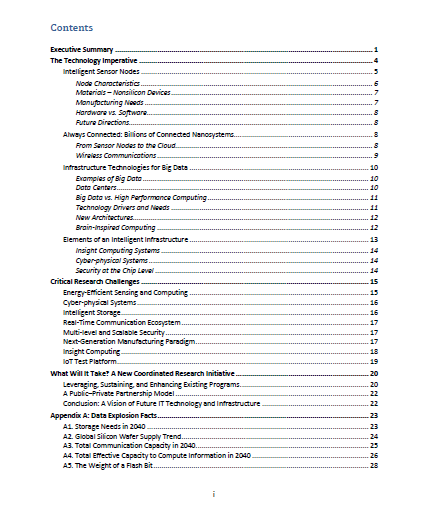 Contents
Executive Summary 1
The Technology Imperative 4
Intelligent Sensor Nodes 5
Node Characteristics 6
Materials – Nonsilicon Devices 7
Manufacturing Needs 7
Hardware vs. Software 8
Future Directions 8
Always Connected: Billions of Connected Nanosystems 8
From Sensor Nodes to the Cloud 8
Wireless Communications 9
Infrastructure Technologies for Big Data 10
Examples of Big Data 10
Data Centers 10
Big Data vs. High Performance Computing 11
Technology Drivers and Needs 11
New Architectures 12
Brain-Inspired Computing 12
Elements of an Intelligent Infrastructure 13
Insight Computing Systems 14
Cyber-physical Systems 14
Security at the Chip Level 14
Critical Research Challenges 15
Energy-Efficient Sensing and Computing 15
Cyber-physical Systems 16
Intelligent Storage 16
Real-Time Communication Ecosystem 17
Multi-level and Scalable Security 17
Next-Generation Manufacturing Paradigm 17
Insight Computing 18
IoT Test Platform 19
What Will It Take? A New Coordinated Research Initiative 20
Leveraging, Sustaining, and Enhancing Existing Programs 20
A Public–Private Partnership Model 22
Conclusion: A Vision of Future IT Technology and Infrastructure 22
Appendix A: Data Explosion Facts 23
A1. Storage Needs in 2040 23
A2. Global Silicon Wafer Supply Trend 24
A3. Total Communication Capacity in 2040 25
A4. Total Effective Capacity to Compute Information in 2040 26
A5. The Weight of a Flash Bit 28
i